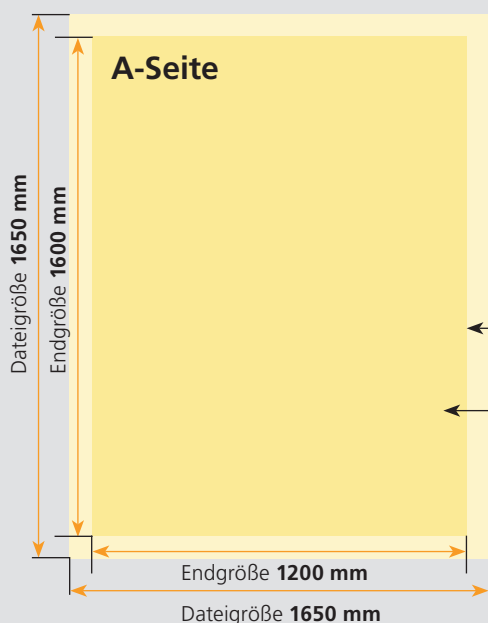 A-Seite
Dateigröße 1650 mm
Endgröße 1600 mm
Endgröße 1200 mm
Dateigröße 1650 mm